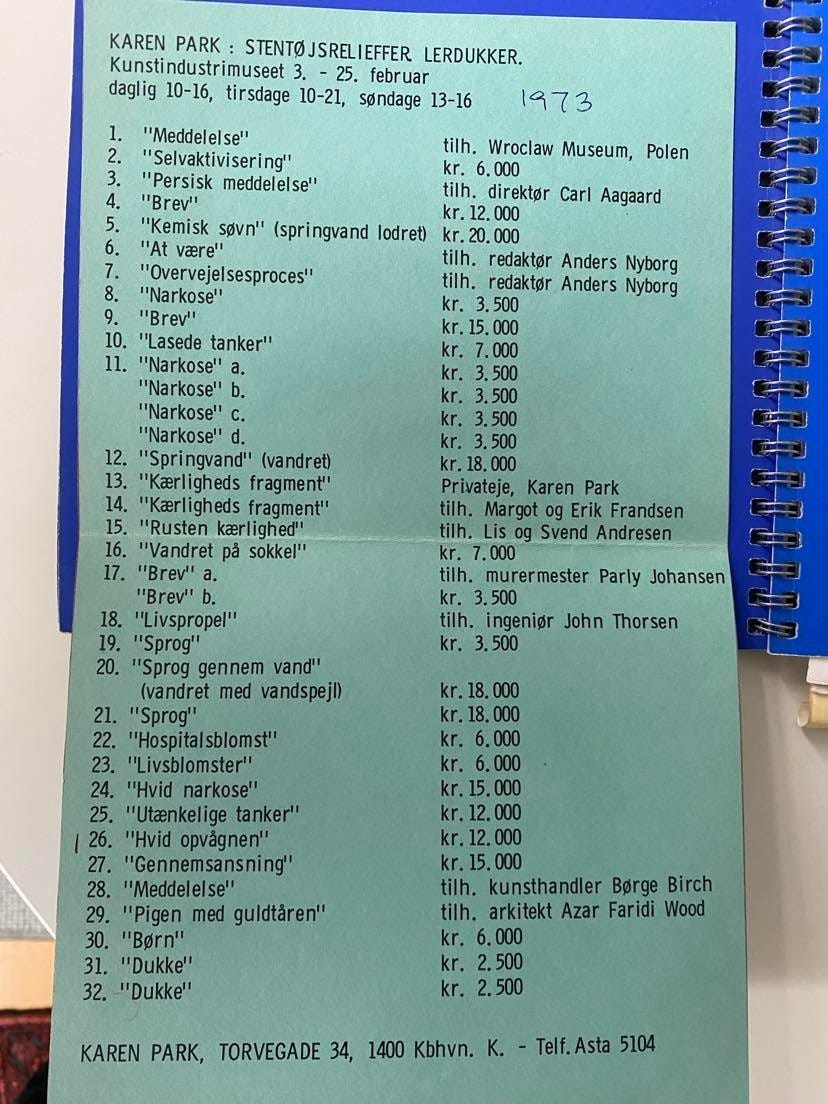 KAREN PARK : STENTØJSRELIEFFER. LERDUKKER.
Kunstindustrimuseet 3. - 25. februar
daglig 10-16, tirsdage 10-21, søndage 13-16 1973
1. "Meddelelse" tilh. Wroclaw Museum, Polen
2. "Selvaktivisering" kr. 6.000
3. "Persisk meddelelse" tilh. direktør Carl Aagaard
4. "Brev" kr. 12.000
5. "Kemisk søvn" (springvand lodret) kr. 20.000
6. "At være" tilh. redaktør Anders Nyborg
7. "Overvejelsesproces" tilh. redaktør Anders Nyborg
8. "Narkose" kr. 3.500
9. "Brev" kr. 15.000
10. "Lasede tanker" kr. 7.000
11. "Narkose" a. kr. 3.500
"Narkose" b. kr. 3.500
"Narkose" c. kr. 3.500
"Narkose" d. kr. 3.500
12. "Springvand" (vandret) kr. 18.000
13. "Kærligheds fragment" Privateje, Karen Park
14. "Kærligheds fragment" tilh. Margot og Erik Frandsen
15. "Rusten kærlighed" tilh. Lis og Svend Andresen
16. "Vandret på sokkel" kr. 7.000
17. "Brev" a. tilh. murermester Parly Johansen
"Brev" b. kr. 3.500
18. "Livspropel" tilh. ingeniør John Thorsen
19. "Sprog" kr. 3.500
20. "Sprog gennem vand"
(vandret med vandspejl) kr. 18.000
21. "Sprog" kr. 18.000
22. "Hospitalsblomst" kr. 6.000
23. "Livsblomster" kr. 6.000
24. "Hvid narkose" kr. 15.000
25. "Utænkelige tanker" kr. 12.000
26. "Hvid opvågnen" kr. 12.000
27. "Gennemsansning" kr. 15.000
28. "Meddelelse" tilh. kunsthandler Børge Birch
29. "Pigen med guldtåren" tilh. arkitekt Azar Faridi Wood
30. "Børn" kr. 6.000
31. "Dukke" kr. 2.500
32. "Dukke" kr. 2.500
KAREN PARK, TORVEGADE 34, 1400 Kbhvn. K. - Telf. Asta 5104